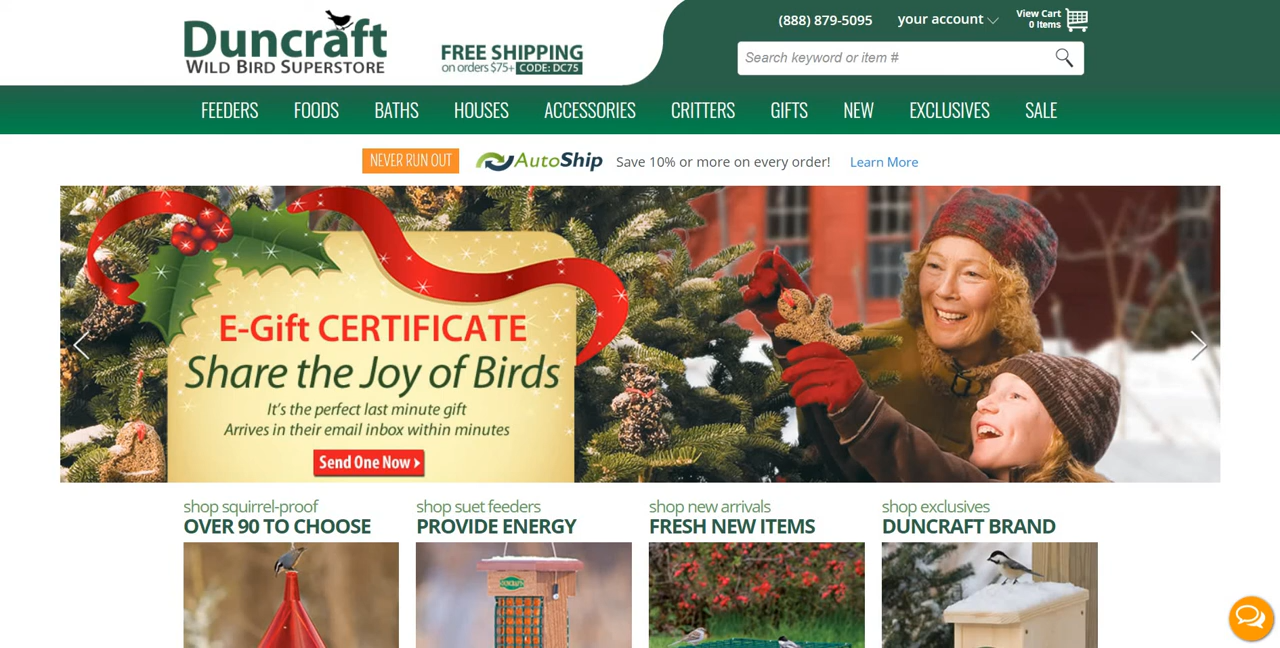 Duncraft
WILD BIRD SUPERSTORE
FREE SHIPPING
on orders $75+ CODE: DC75
(888) 879-5095
your account
View Cart
0 Items
Search keyword or item #
FEEDERS
FOODS
BATHS
HOUSES
ACCESSORIES
CRITTERS
GIFTS
NEW
EXCLUSIVES
SALE
NEVER RUN OUT
AutoShip
Save 10% or more on every order!
Learn More
E-Gift CERTIFICATE
Share the Joy of Birds
It's the perfect last minute gift
Arrives in their email inbox within minutes
Send One Now
shop squirrel-proof
OVER 90 TO CHOOSE
shop suet feeders
PROVIDE ENERGY
shop new arrivals
FRESH NEW ITEMS
shop exclusives
DUNCRAFT BRAND
DUNCRAFT